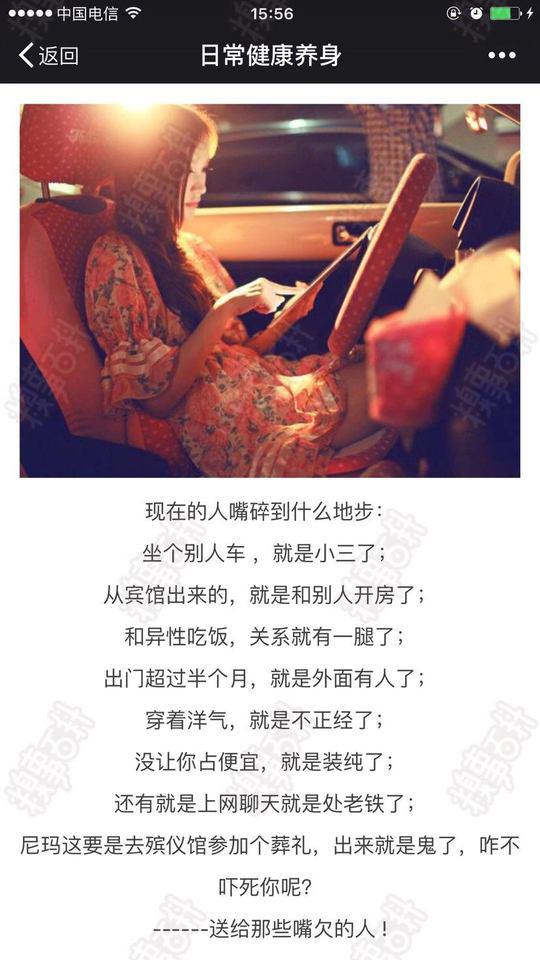 中国电信
15:56
返回
日常健康养身
现在的人嘴碎到什么地步：
坐个别人车，就是小三了；
从宾馆出来的，就是和别人开房了；
和异性吃饭，关系就有一腿了；
出门超过半个月，就是外面有人了；
穿着洋气，就是不正经了；
没让你占便宜，就是装纯了；
还有就是上网聊天就是处老铁了；
尼玛这要是去殡仪馆参加个葬礼，出来就是鬼了，咋不
吓死你呢？
------送给那些嘴欠的人！